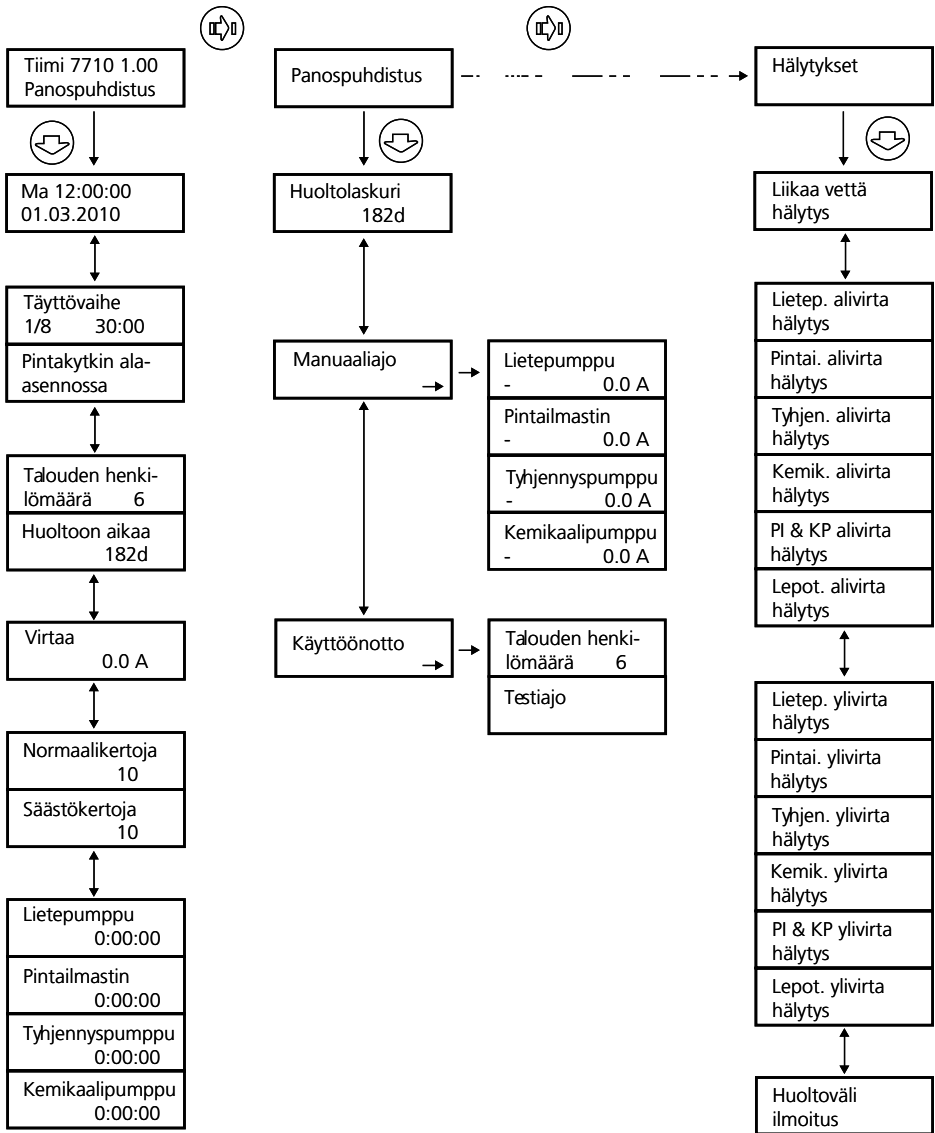 Tiimi 7710 1.00
Panospuhdistus
Ma 12:00:00
01.03.2010
Täyttövaihe
1/8 30:00
Pintakytkin ala-
asennossa
Talouden henki-
lömäärä 6
Huoltoon aikaa
182d
Virtaa
0.0 A
Normaalikertoja
10
Säästökertoja
10
Lietepumppu
0:00:00
Pintailmastin
0:00:00
Tyhjennyspumppu
0:00:00
Kemikaalipumppu
0:00:00
Panospuhdistus
Huoltolaskuri
182d
Manuaaliajo
Lietepumppu
- 0.0 A
Pintailmastin
- 0.0 A
Tyhjennyspumppu
- 0.0 A
Kemikaalipumppu
- 0.0 A
Käyttöönotto
Talouden henki-
lömäärä 6
Testiajo
Hälytykset
Liikaa vettä
hälytys
Lietep. alivirta
hälytys
Pintai. alivirta
hälytys
Tyhjen. alivirta
hälytys
Kemik. alivirta
hälytys
PI & KP alivirta
hälytys
Lepot. alivirta
hälytys
Lietep. ylivirta
hälytys
Pintai. ylivirta
hälytys
Tyhjen. ylivirta
hälytys
Kemik. ylivirta
hälytys
PI & KP ylivirta
hälytys
Lepot. ylivirta
hälytys
Huoltoväli
ilmoitus